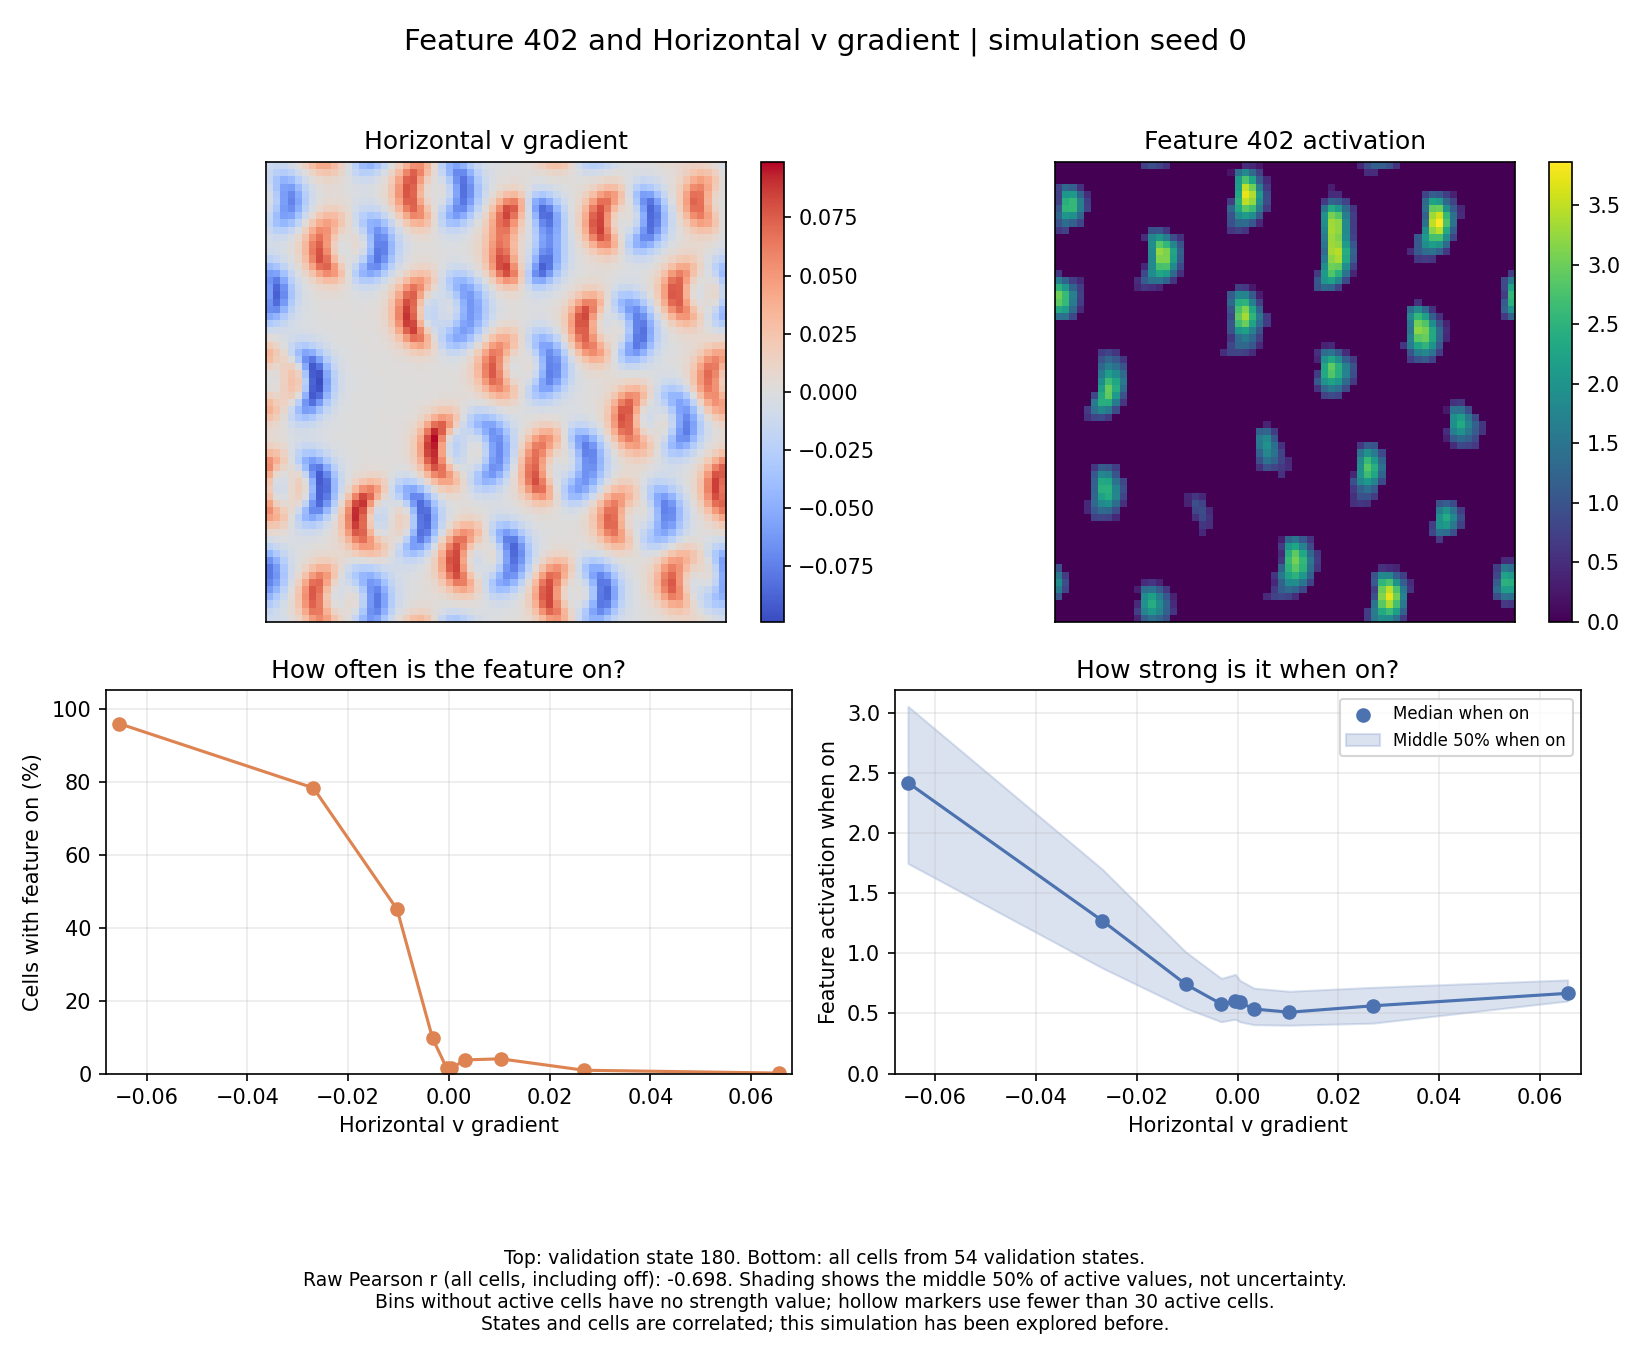 Feature 402 and Horizontal v gradient | simulation seed 0
Horizontal v gradient
Feature 402 activation
0.075
0.050
0.025
0.000
−0.025
−0.050
−0.075
3.5
3.0
2.5
2.0
1.5
1.0
0.5
0.0
How often is the feature on?
How strong is it when on?
Cells with feature on (%)
100
80
60
40
20
0
−0.06
−0.04
−0.02
0.00
0.02
0.04
0.06
Horizontal v gradient
Feature activation when on
3.0
2.5
2.0
1.5
1.0
0.5
0.0
Median when on
Middle 50% when on
−0.06
−0.04
−0.02
0.00
0.02
0.04
0.06
Horizontal v gradient
Top: validation state 180. Bottom: all cells from 54 validation states.
Raw Pearson r (all cells, including off): -0.698. Shading shows the middle 50% of active values, not uncertainty.
Bins without active cells have no strength value; hollow markers use fewer than 30 active cells.
States and cells are correlated; this simulation has been explored before.